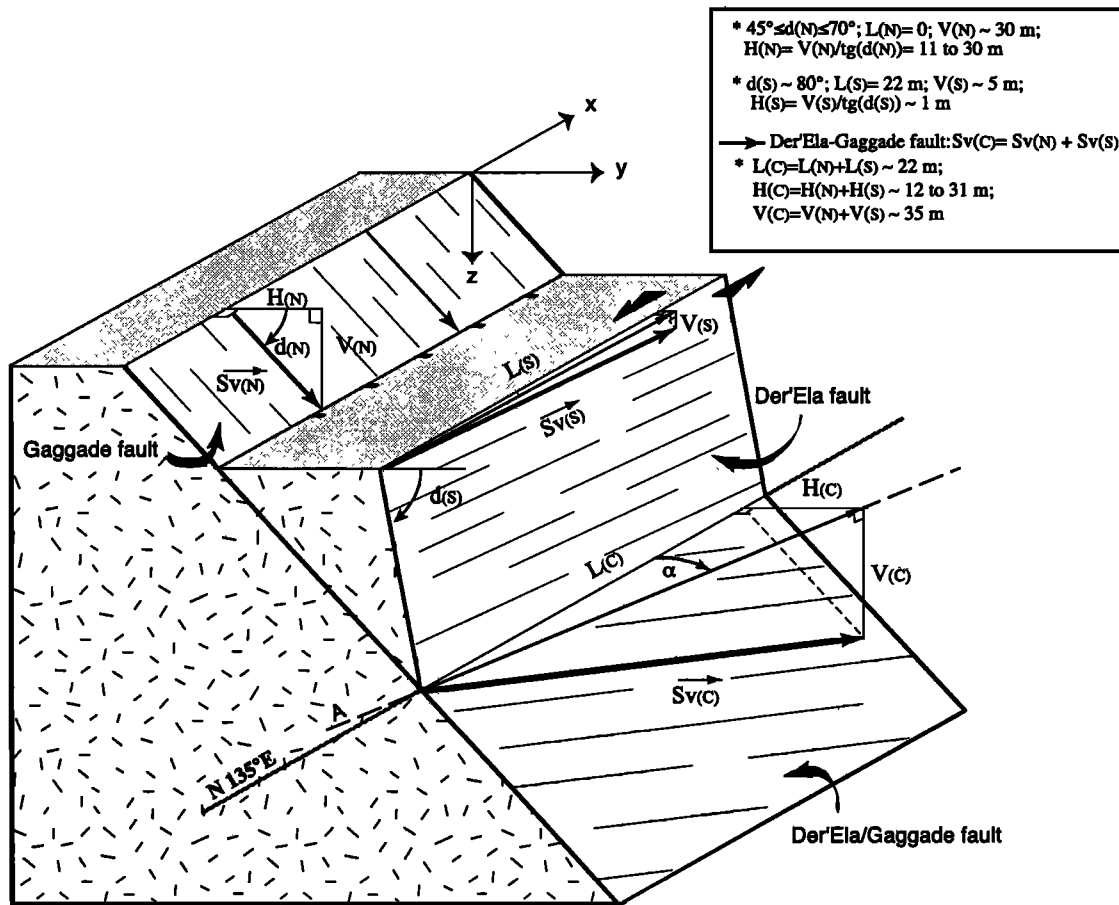 * 45°≤d(N)≤70°; L(N)= 0; V(N) ~ 30 m;
H(N)= V(N)/tg(d(N))= 11 to 30 m
* d(S) ~ 80°; L(S)= 22 m; V(S) ~ 5 m;
H(S)= V(S)/tg(d(S)) ~ 1 m
Der'Ela-Gaggade fault: Sv(C)= Sv(N) + Sv(S)
* L(C)=L(N)+L(S) ~ 22 m;
H(C)=H(N)+H(S) ~ 12 to 31 m;
V(C)=V(N)+V(S) ~ 35 m
x
y
z
H(N)
d(N)
V(N)
Sv(N)
V(S)
L(S)
Sv(S)
Der'Ela fault
Gaggade fault
d(S)
H(C)
L(C)
α
V(C)
Sv(C)
A
N 135°E
Der'Ela/Gaggade fault